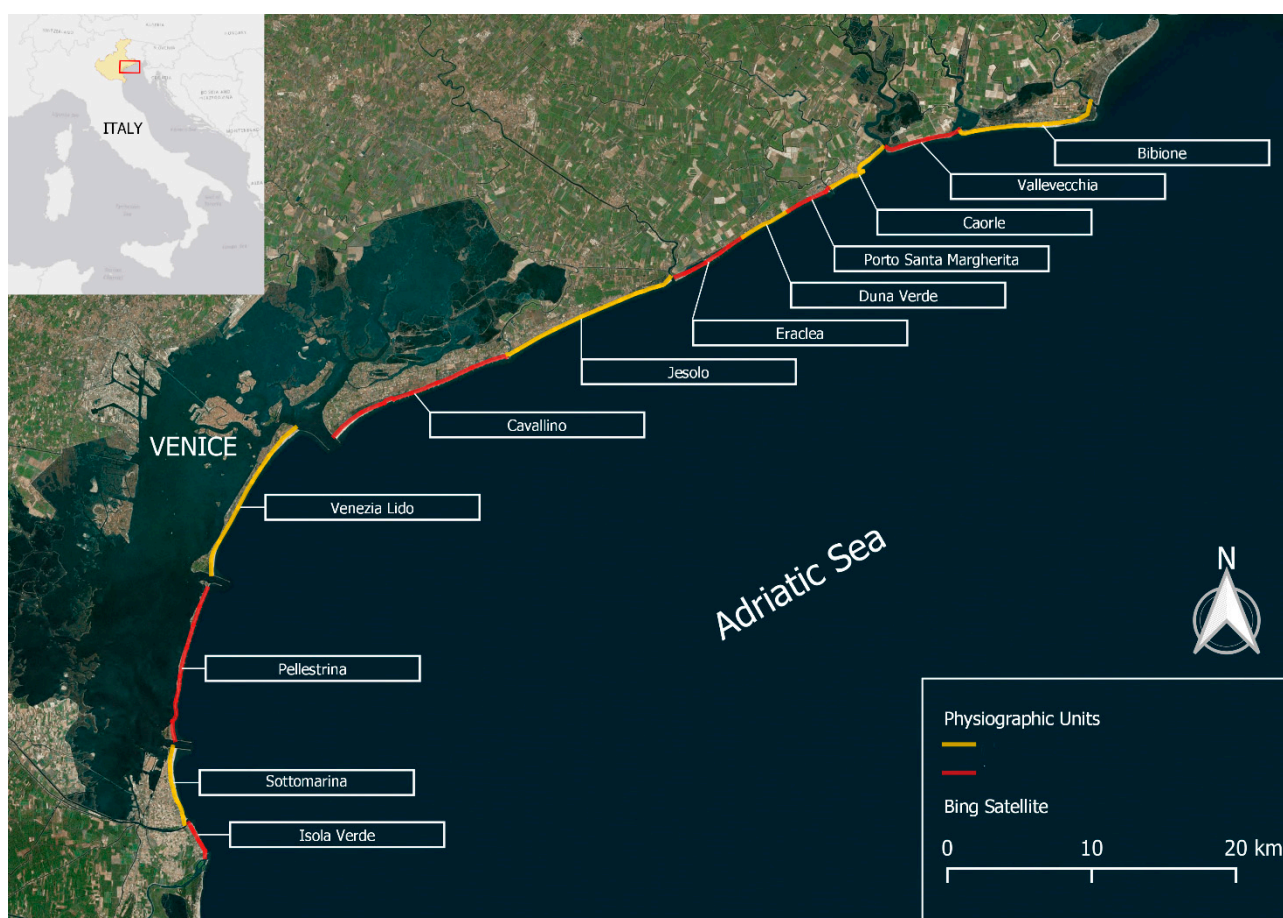 ITALY
Bibione
Vallevecchia
Caorle
Porto Santa Margherita
Duna Verde
Eraclea
Jesolo
Cavallino
VENICE
Venezia Lido
Adriatic Sea
N
Pellestrina
Physiographic Units
Sottomarina
Bing Satellite
Isola Verde
0 10 20 km